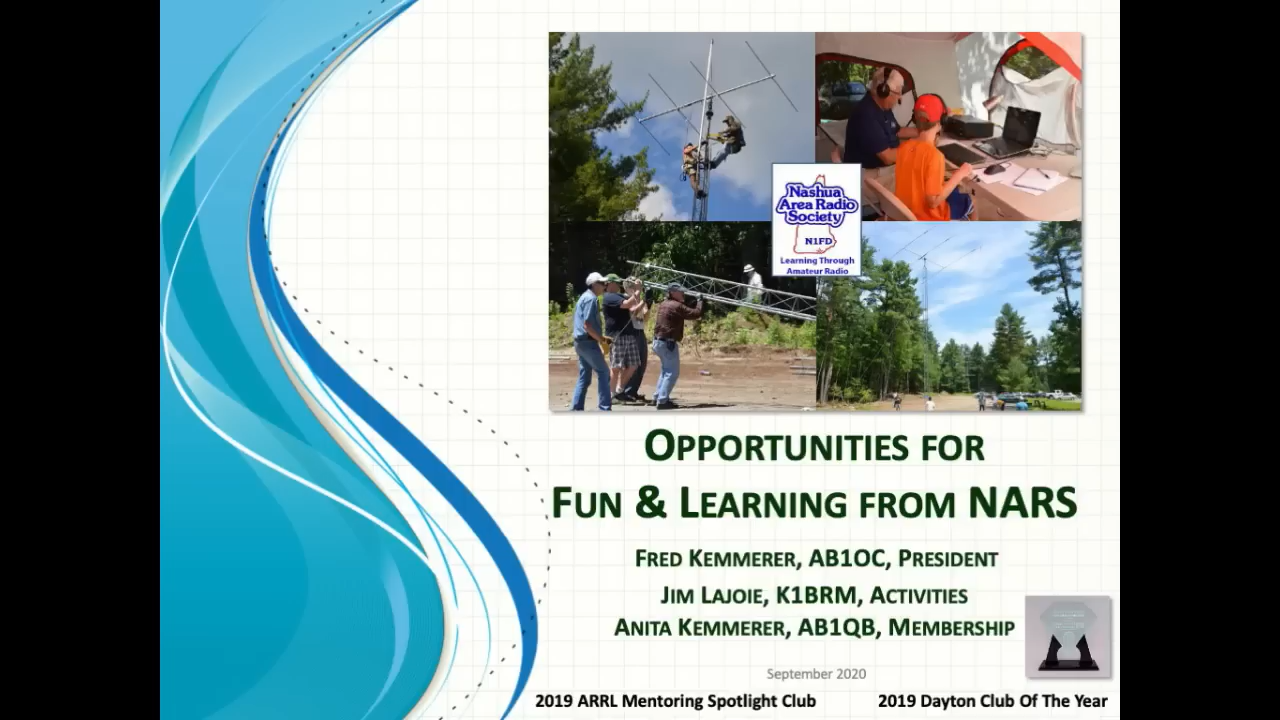 Nashua
Area Radio
Society
N1FD
Learning Through
Amateur Radio
OPPORTUNITIES FOR
FUN & LEARNING FROM NARS
FRED KEMMERER, AB1OC, PRESIDENT
JIM LAJOIE, K1BRM, ACTIVITIES
ANITA KEMMERER, AB1QB, MEMBERSHIP
September 2020
2019 ARRL Mentoring Spotlight Club
2019 Dayton Club Of The Year